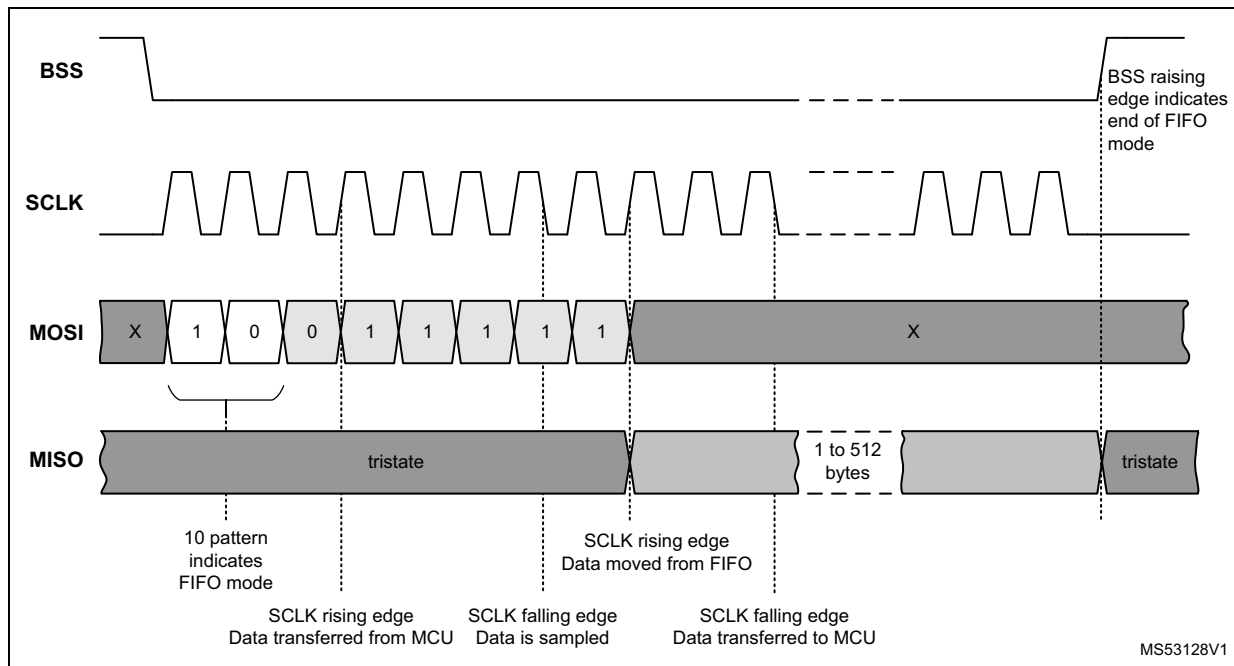 BSS
BSS raising
edge indicates
end of FIFO
mode
SCLK
MOSI
X
1
0
0
1
1
1
1
1
X
MISO
tristate
1 to 512
bytes
tristate
10 pattern
indicates
FIFO mode
SCLK rising edge
Data moved from FIFO
SCLK rising edge
Data transferred from MCU
SCLK falling edge
Data is sampled
SCLK falling edge
Data transferred to MCU
MS53128V1